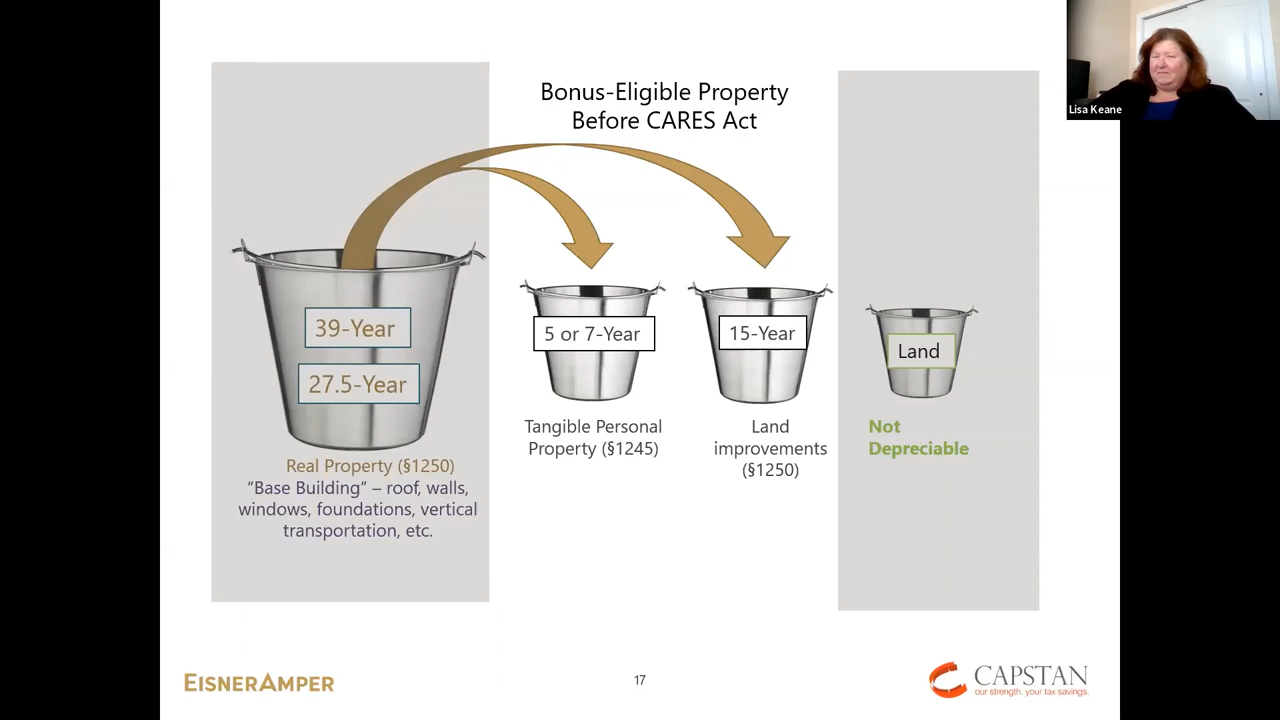 Bonus-Eligible Property
Before CARES Act
Lisa Keane
39-Year
27.5-Year
Real Property (§1250)
“Base Building” – roof, walls,
windows, foundations, vertical
transportation, etc.
5 or 7-Year
Tangible Personal
Property (§1245)
15-Year
Land
improvements
(§1250)
Land
Not
Depreciable
EISNERAMPER
17
CAPSTAN
our strength. your tax savings.